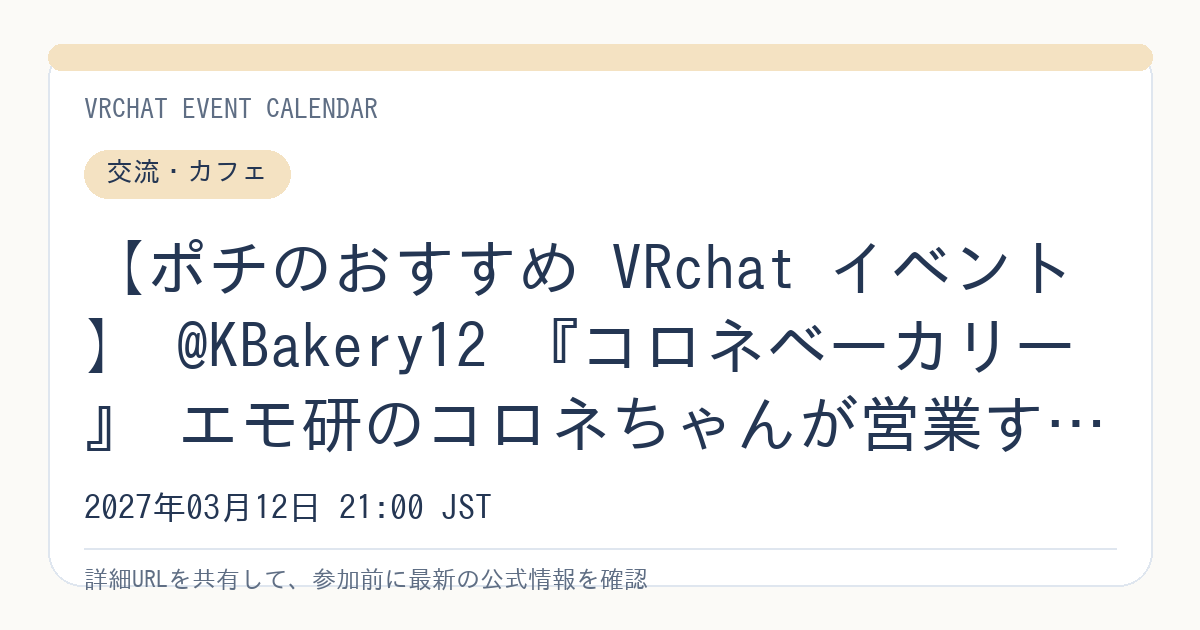 VRCHAT EVENT CALENDAR
交流・カフェ
【ポチのおすすめ VRchat イベント
】 @KBakery12 『コロネベーカリー
』 エモ研のコロネちゃんが営業す…
2027年03月12日 21:00 JST
詳細URLを共有して、参加前に最新の公式情報を確認